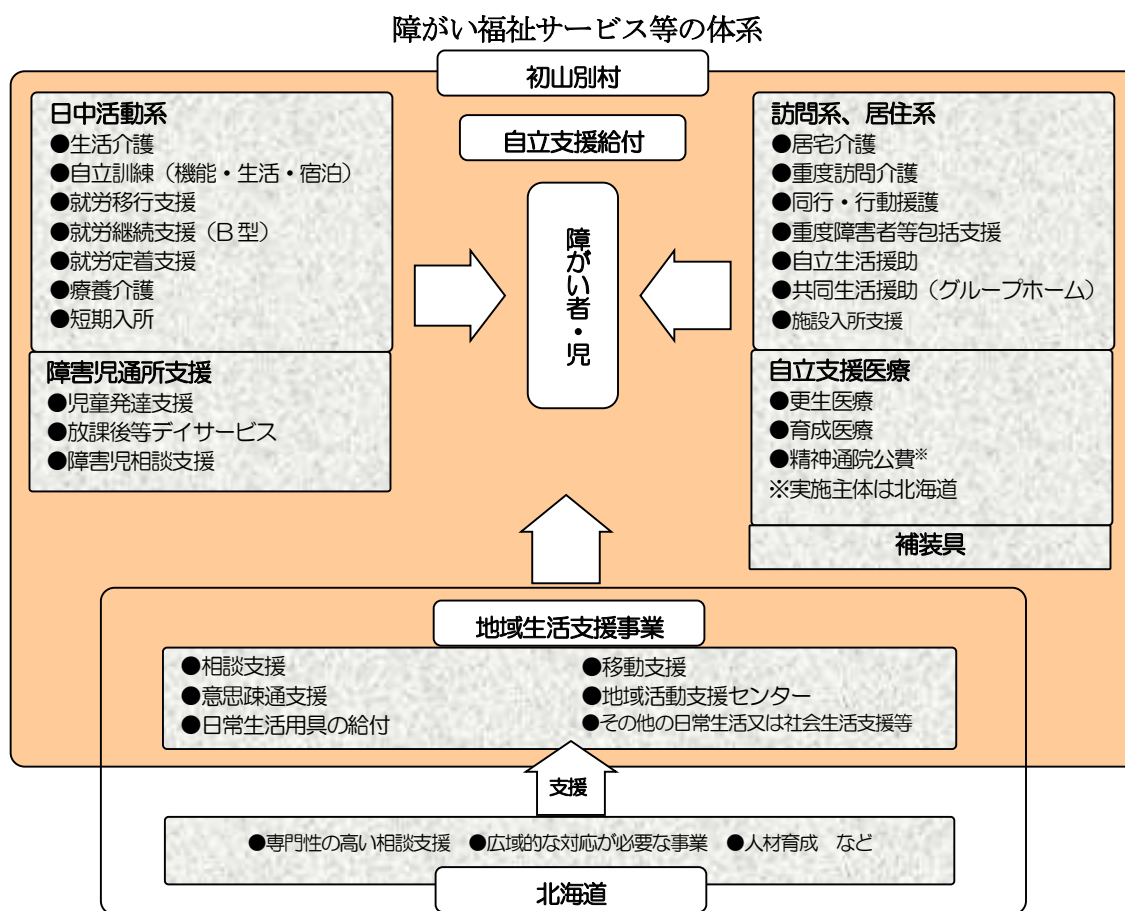 障がい福祉サービス等の体系
初山別村
自立支援給付
日中活動系
●生活介護
●自立訓練（機能・生活・宿泊）
●就労移行支援
●就労継続支援（Ｂ型）
●就労定着支援
●療養介護
●短期入所
障害児通所支援
●児童発達支援
●放課後等デイサービス
●障害児相談支援
障がい者・児
訪問系、居住系
●居宅介護
●重度訪問介護
●同行・行動援護
●重度障害者等包括支援
●自立生活援助
●共同生活援助（グループホーム）
●施設入所支援
自立支援医療
●更生医療
●育成医療
●精神通院公費※
※実施主体は北海道
補装具
地域生活支援事業
●相談支援
●意思疎通支援
●日常生活用具の給付
●移動支援
●地域活動支援センター
●その他の日常生活又は社会生活支援等
支援
●専門性の高い相談支援　●広域的な対応が必要な事業　●人材育成　など
北海道